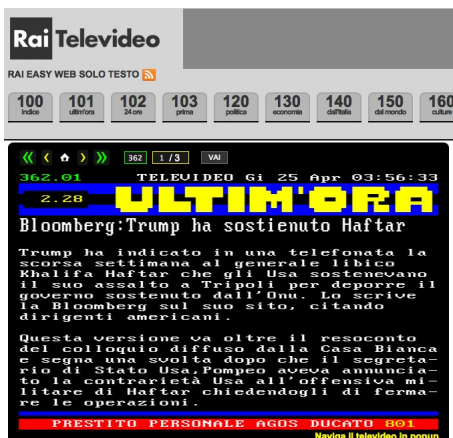 Rai Televideo
RAI EASY WEB SOLO TESTO
100 101 102 103 120 130 140 150 160
indice ultim'ora 24 ore prima politica economia dall'italia dal mondo culture
362 1 / 3 VAI
362.01 TELEVIDEO Gi 25 Apr 03:56:33
2.28 ULTIM'ORA
Bloomberg:Trump ha sostienuto Haftar
Trump ha indicato in una telefonata la
scorsa settimana al generale libico
Khalifa Haftar che gli Usa sostenevano
il suo assalto a Tripoli per deporre il
governo sostenuto dall'Onu. Lo scrive
la Bloomberg sul suo sito, citando
dirigenti americani.
Questa versione va oltre il resoconto
del colloquio diffuso dalla Casa Bianca
e segna una svolta dopo che il segreta-
rio di Stato Usa,Pompeo aveva annuncia-
to la contrarietà Usa all'offensiva mi-
litare di Haftar chiedendogli di ferma-
re le operazioni.
PRESTITO PERSONALE AGOS DUCATO 801
Naviga il televideo in popup